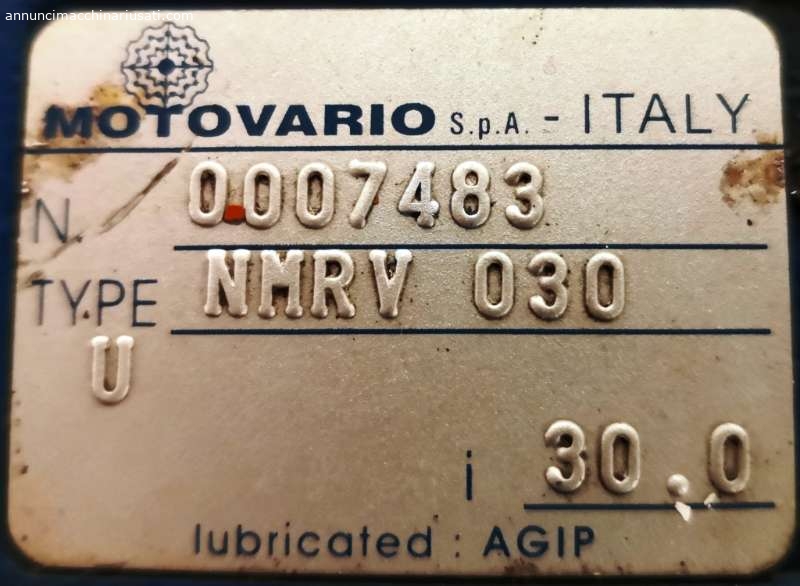 annuncimacchinariusati.com
MOTOVARIO S.p.A. - ITALY
N 0007483
TYPE NMRV 030
U
i 30.0
lubricated : AGIP